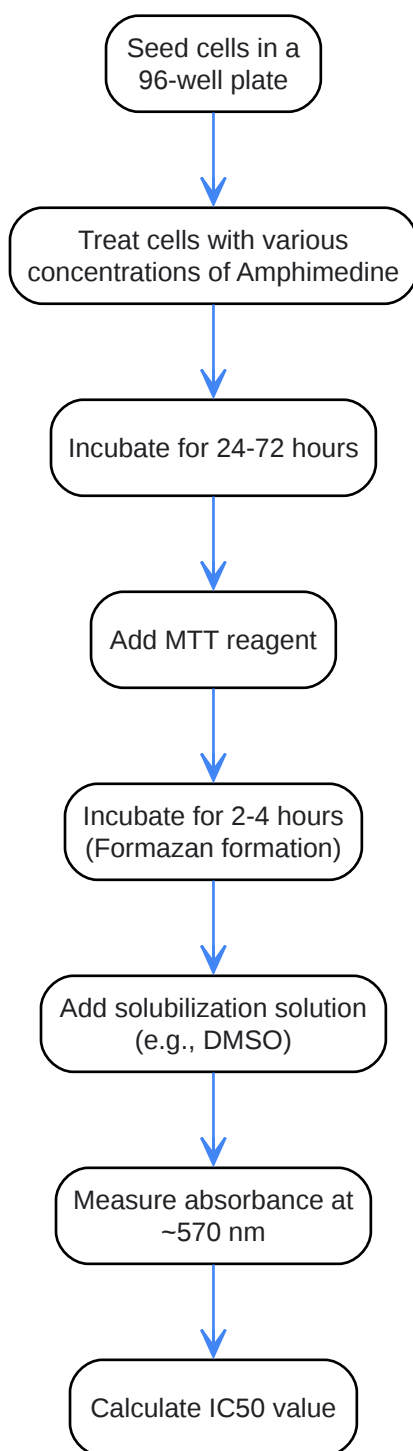 Seed cells in a
96-well plate
Treat cells with various
concentrations of Amphimedine
Incubate for 24-72 hours
Add MTT reagent
Incubate for 2-4 hours
(Formazan formation)
Add solubilization solution
(e.g., DMSO)
Measure absorbance at
~570 nm
Calculate IC50 value